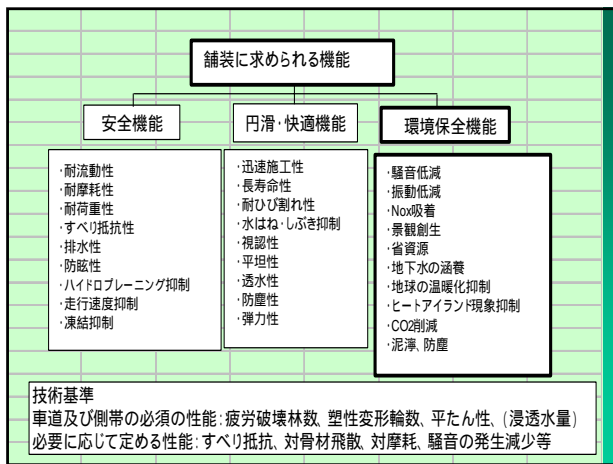 舗装に求められる機能
安全機能
・耐流動性
・耐摩耗性
・耐荷重性
・すべり抵抗性
・排水性
・防眩性
・ハイドロプレーニング抑制
・走行速度抑制
・凍結抑制
円滑・快適機能
・迅速施工性
・長寿命性
・耐ひび割れ性
・水はね・しぶき抑制
・視認性
・平坦性
・透水性
・防塵性
・弾力性
環境保全機能
・騒音低減
・振動低減
・Nox吸着
・景観創生
・省資源
・地下水の涵養
・地球の温暖化抑制
・ヒートアイランド現象抑制
・CO2削減
・泥濘、防塵
技術基準
車道及び側帯の必須の性能：疲労破壊林数、塑性変形輪数、平たん性、（浸透水量）
必要に応じて定める性能：すべり抵抗、対骨材飛散、対摩耗、騒音の発生減少等